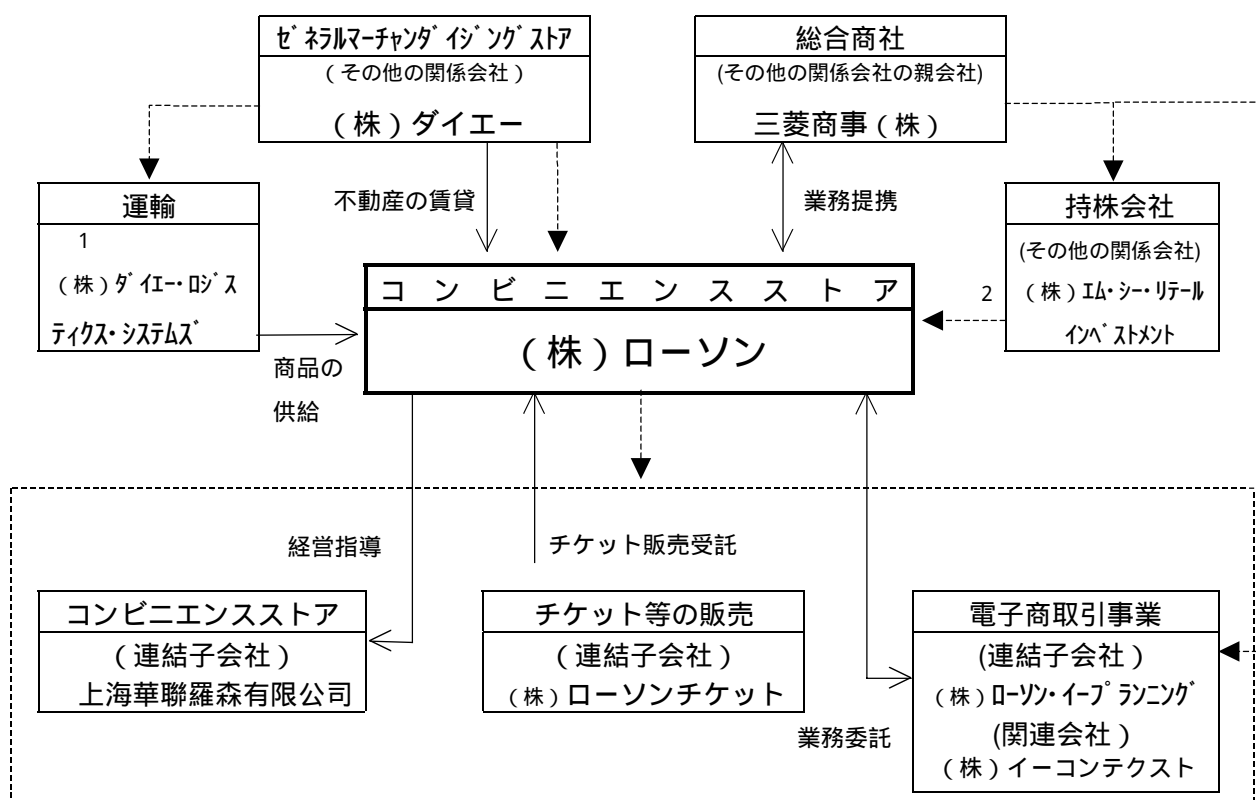 ｾﾞﾈﾗﾙﾏｰﾁｬﾝﾀﾞｲｼﾞﾝｸﾞｽﾄｱ
（その他の関係会社）
（株）ダイエー
総合商社
(その他の関係会社の親会社)
三菱商事（株）
運輸
1
（株）ﾀﾞｲｴｰ・ﾛｼﾞｽ
ﾃｨｸｽ・ｼｽﾃﾑｽﾞ
不動産の賃貸
業務提携
持株会社
(その他の関係会社)
（株）ｴﾑ・ｼｰ・ﾘﾃｰﾙ
ｲﾝﾍﾞｽﾄﾒﾝﾄ
2
コンビニエンスストア
（株）ローソン
商品の
供給
経営指導
チケット販売受託
コンビニエンスストア
（連結子会社）
上海華聯羅森有限公司
チケット等の販売
（連結子会社）
（株）ローソンチケット
業務委託
電子商取引事業
(連結子会社）
（株）ﾛｰｿﾝ・ｲｰﾌﾟﾗﾝﾆﾝｸﾞ
(関連会社）
（株）イーコンテクスト